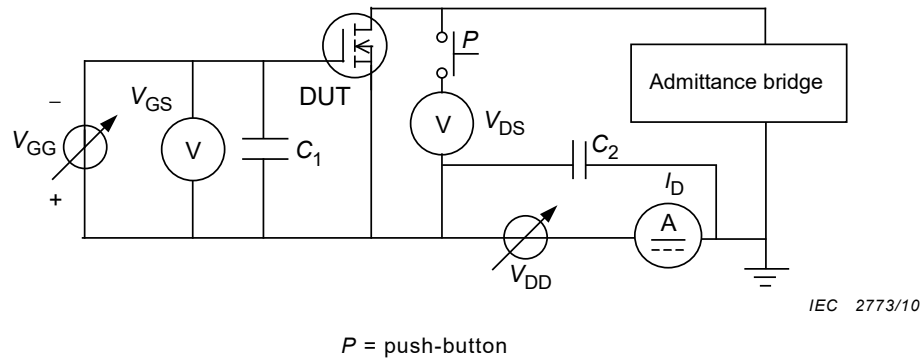 P
Admittance bridge
DUT
− V_GS V_DS
V_GG V V
C_1 C_2
+ I_D
A
V_DD
IEC 2773/10
P = push-button